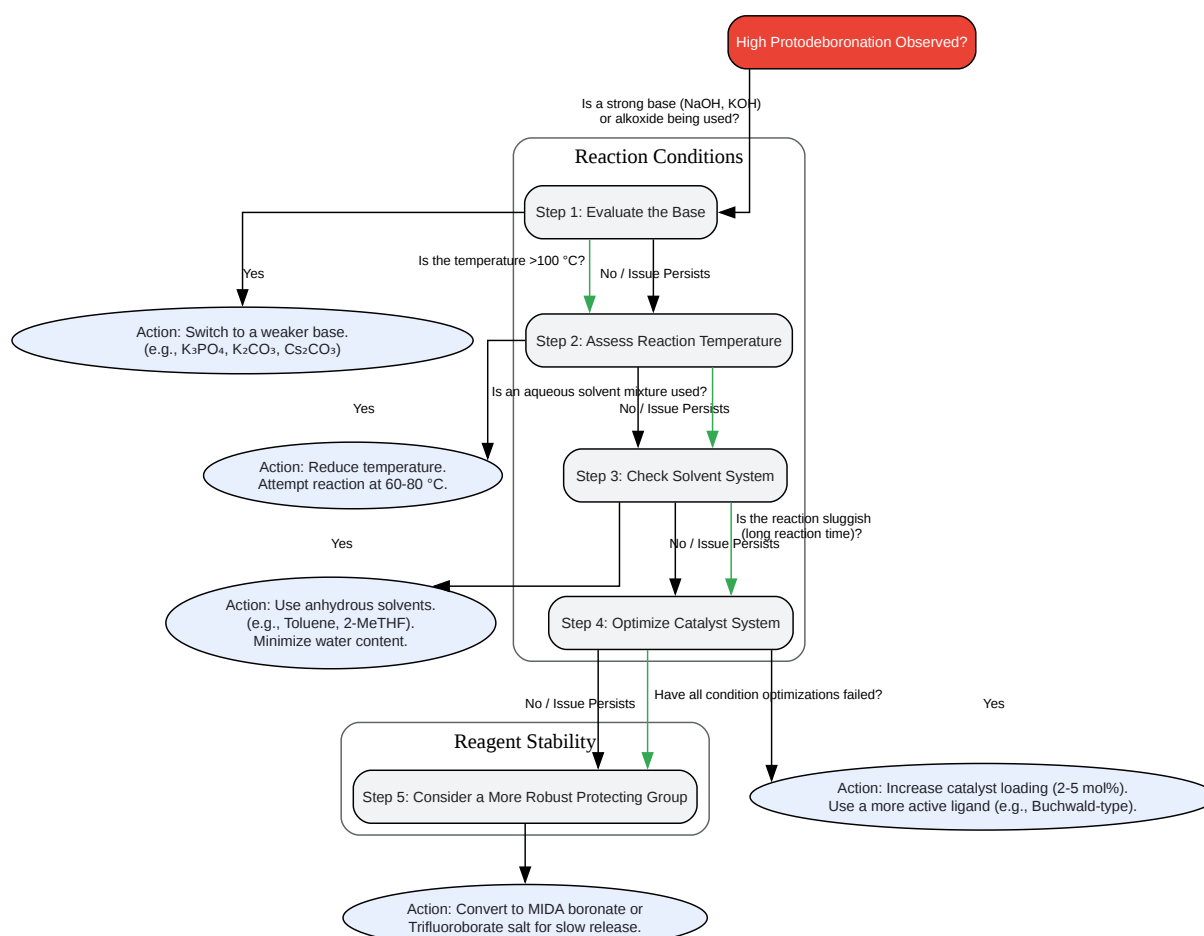 High Protodeboronation Observed?
Is a strong base (NaOH, KOH)
or alkoxide being used?
Reaction Conditions
Step 1: Evaluate the Base
Is the temperature >100 °C?
No / Issue Persists
Yes
Action: Switch to a weaker base.
(e.g., K₃PO₄, K₂CO₃, Cs₂CO₃)
Step 2: Assess Reaction Temperature
Is an aqueous solvent mixture used?
No / Issue Persists
Yes
Action: Reduce temperature.
Attempt reaction at 60-80 °C.
Step 3: Check Solvent System
Is the reaction sluggish
(long reaction time)?
No / Issue Persists
Yes
Action: Use anhydrous solvents.
(e.g., Toluene, 2-MeTHF).
Minimize water content.
Step 4: Optimize Catalyst System
Have all condition optimizations failed?
No / Issue Persists
Yes
Reagent Stability
Step 5: Consider a More Robust Protecting Group
Action: Increase catalyst loading (2-5 mol%).
Use a more active ligand (e.g., Buchwald-type).
Action: Convert to MIDA boronate or
Trifluoroborate salt for slow release.